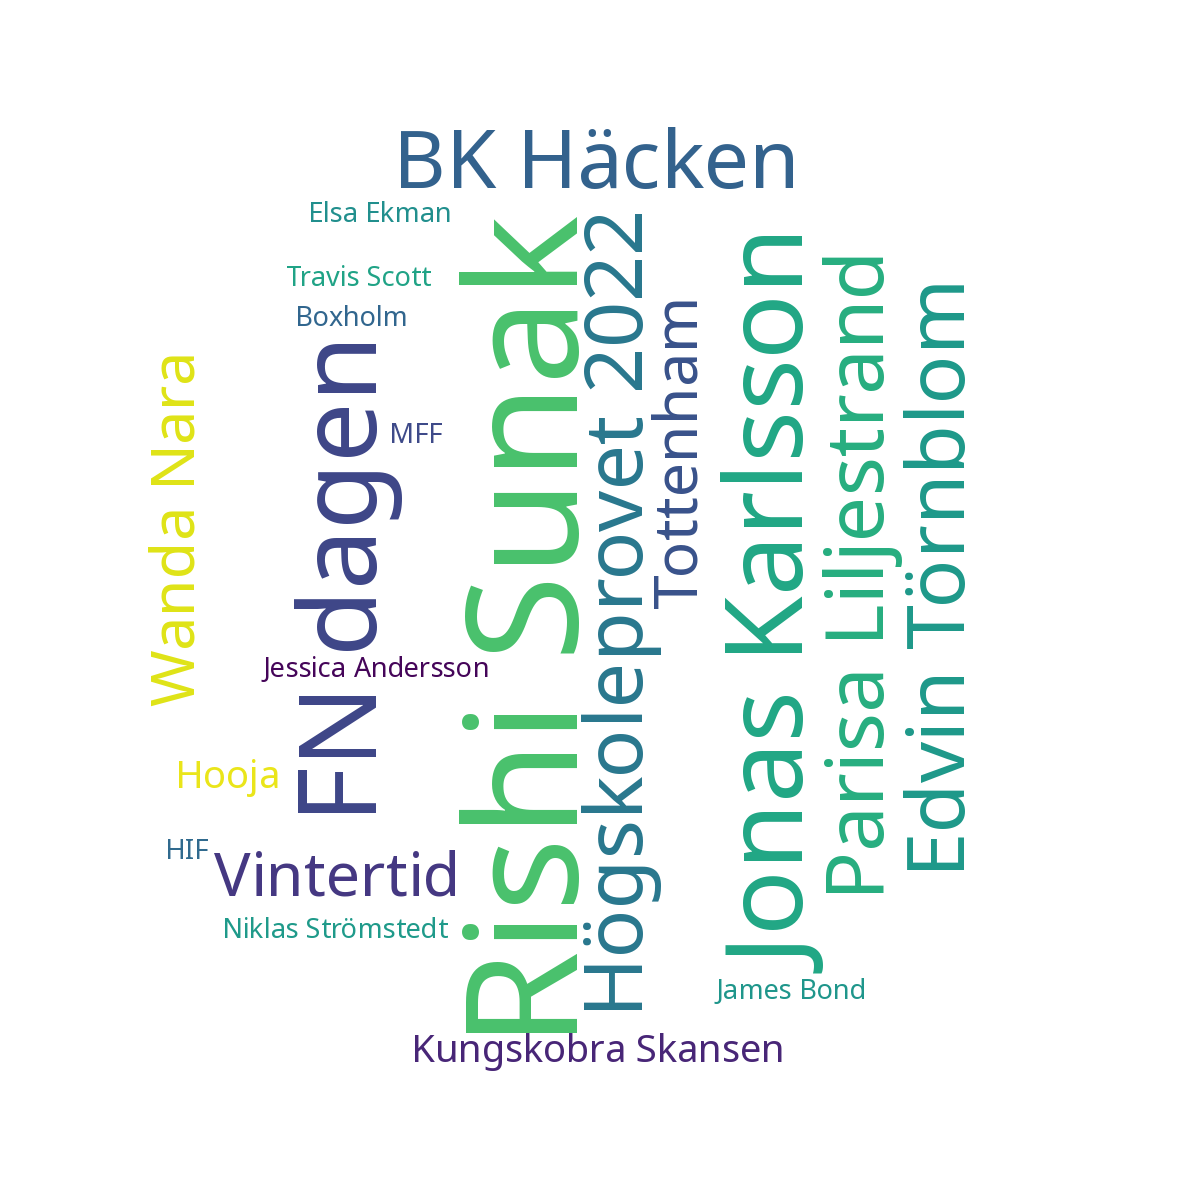 BK Häcken
Elsa Ekman
Travis Scott
Boxholm
Wanda Nara
FN dagen
MFF
Rishi Sunak
Högskoleprovet 2022
Tottenham
Jonas Karlsson
Parisa Liljestrand
Edvin Törnblom
Jessica Andersson
Hooja
HIF
Vintertid
Niklas Strömstedt
James Bond
Kungskobra Skansen